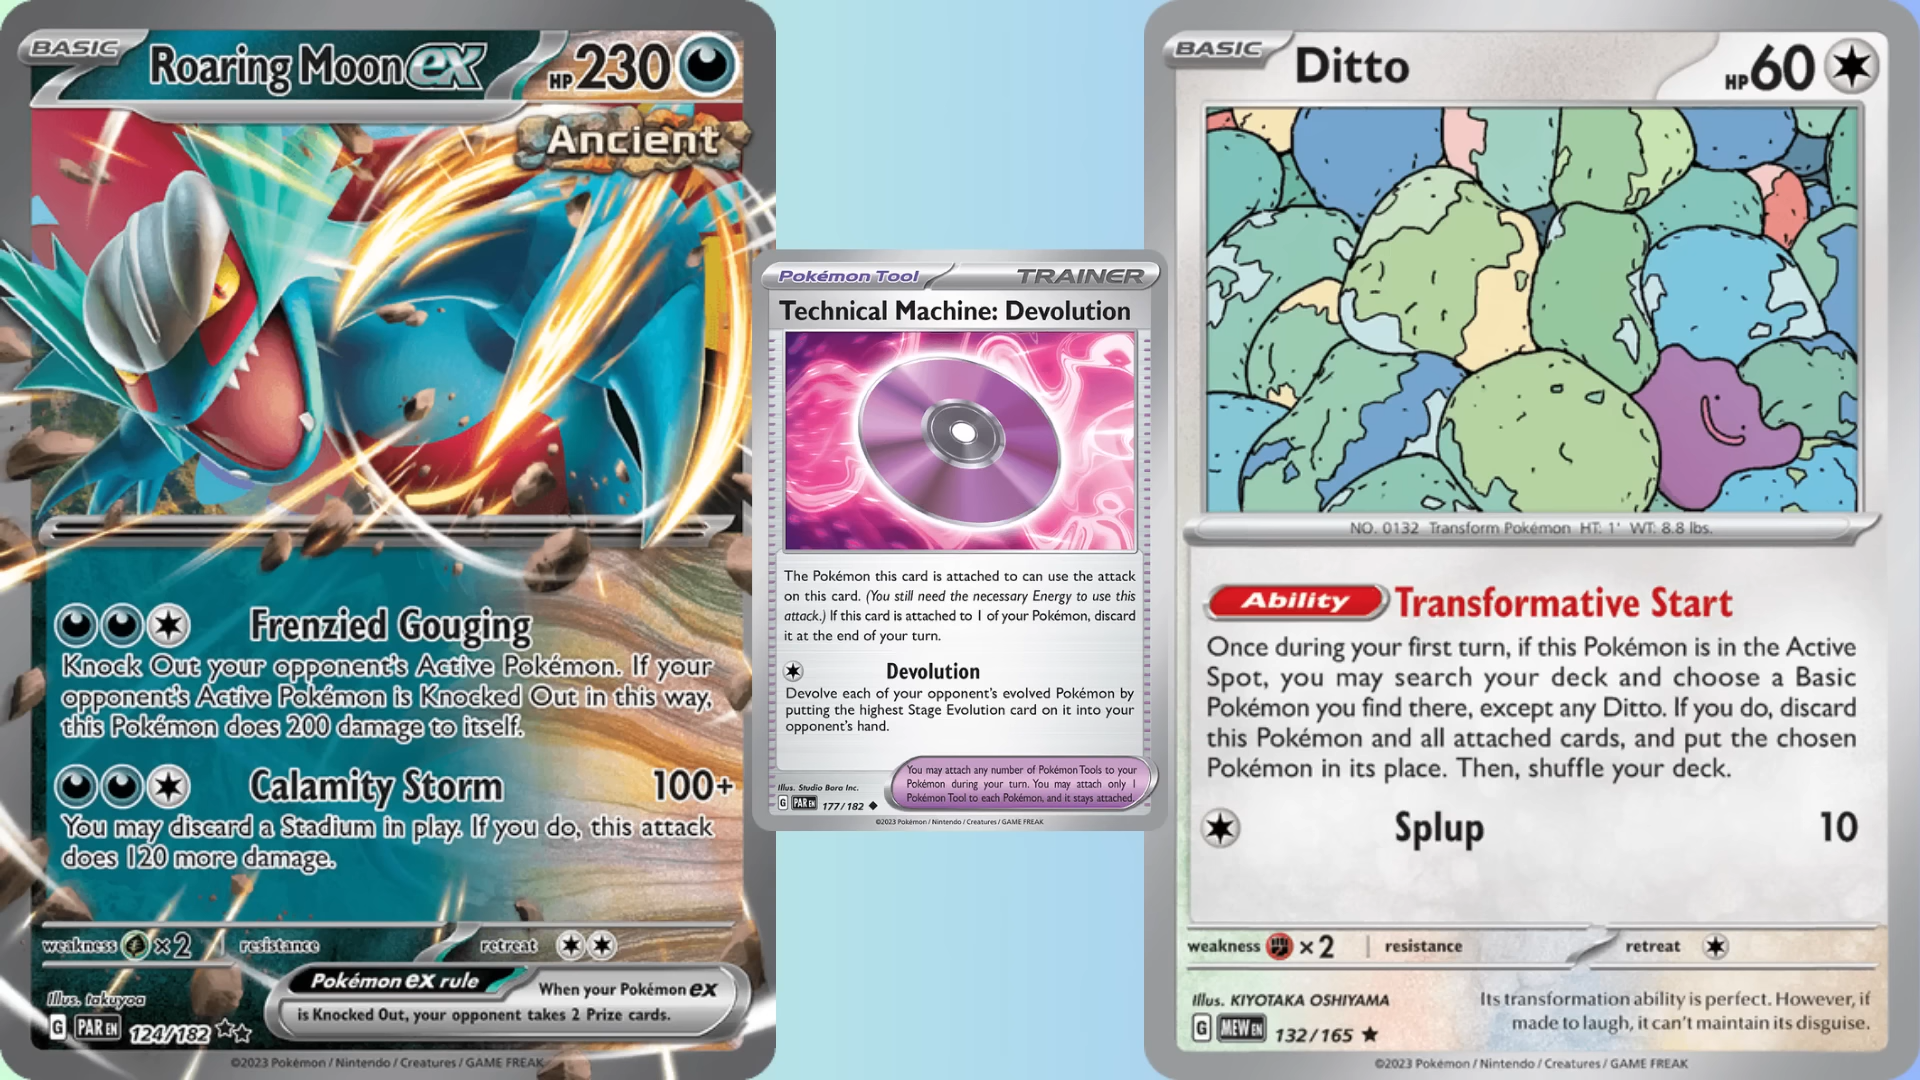 BASIC
Roaring Moon ex
HP 230
Ancient
Frenzied Gouging
Knock Out your opponent's Active Pokémon. If your
opponent's Active Pokémon is Knocked Out in this way,
this Pokémon does 200 damage to itself.
Calamity Storm 100+
You may discard a Stadium in play. If you do, this attack
does 120 more damage.
weakness ×2 resistance retreat
Pokémon ex rule
When your Pokémon ex
is Knocked Out, your opponent takes 2 Prize cards.
Illus. takuyoa
G PAR EN 124/182
©2023 Pokémon / Nintendo / Creatures / GAME FREAK
Pokémon Tool TRAINER
Technical Machine: Devolution
The Pokémon this card is attached to can use the attack
on this card. (You still need the necessary Energy to use this
attack.) If this card is attached to 1 of your Pokémon, discard
it at the end of your turn.
Devolution
Devolve each of your opponent's evolved Pokémon by
putting the highest Stage Evolution card on it into your
opponent's hand.
You may attach any number of Pokémon Tools to your
Pokémon during your turn. You may attach only 1
Pokémon Tool to each Pokémon, and it stays attached.
Illus. Studio Bora Inc.
G PAR EN 177/182
©2023 Pokémon / Nintendo / Creatures / GAME FREAK
BASIC
Ditto
HP 60
NO. 0132 Transform Pokémon HT: 1' WT: 8.8 lbs.
Ability Transformative Start
Once during your first turn, if this Pokémon is in the Active
Spot, you may search your deck and choose a Basic
Pokémon you find there, except any Ditto. If you do, discard
this Pokémon and all attached cards, and put the chosen
Pokémon in its place. Then, shuffle your deck.
Splup 10
weakness ×2 resistance retreat
Illus. KIYOTAKA OSHIYAMA
G MEW EN 132/165
Its transformation ability is perfect. However, if
made to laugh, it can't maintain its disguise.
©2023 Pokémon / Nintendo / Creatures / GAME FREAK